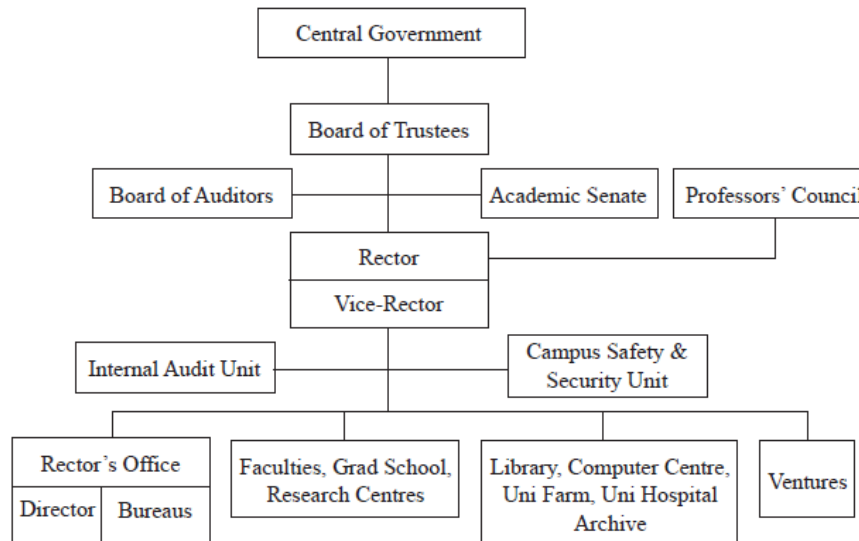 Central Government
Board of Trustees
Board of Auditors
Academic Senate
Professors' Council
Rector
Vice-Rector
Internal Audit Unit
Campus Safety &
Security Unit
Rector's Office
Director
Bureaus
Faculties, Grad School,
Research Centres
Library, Computer Centre,
Uni Farm, Uni Hospital
Archive
Ventures